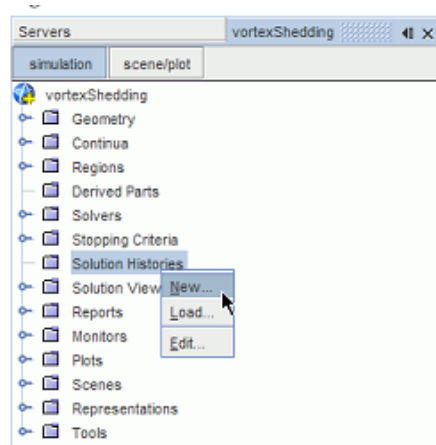 Servers vortexShedding
simulation scene/plot
vortexShedding
Geometry
Continua
Regions
Derived Parts
Solvers
Stopping Criteria
Solution Histories
Solution View New...
Reports Load...
Monitors Edit...
Plots
Scenes
Representations
Tools